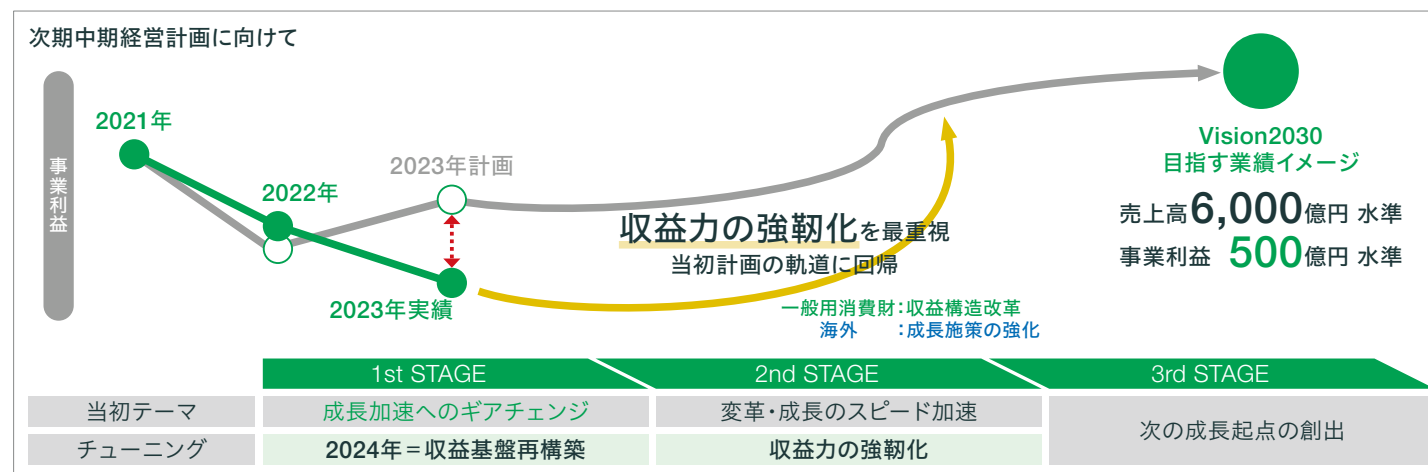 次期中期経営計画に向けて
事業利益
2021年
2022年
2023年計画
2023年実績
収益力の強靭化を最重視
当初計画の軌道に回帰
一般用消費財：収益構造改革
海外　：成長施策の強化
Vision2030
目指す業績イメージ
売上高6,000億円 水準
事業利益 500億円 水準
1st STAGE 2nd STAGE 3rd STAGE
当初テーマ 成長加速へのギアチェンジ 変革・成長のスピード加速
次の成長起点の創出
チューニング 2024年＝収益基盤再構築 収益力の強靭化